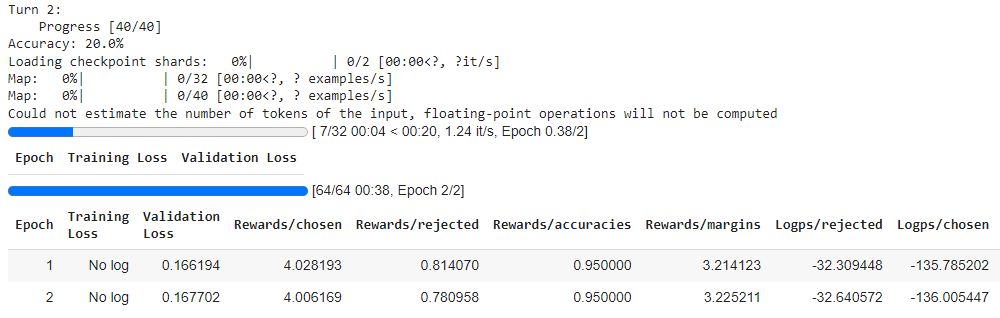 Turn 2:
    Progress [40/40]
Accuracy: 20.0%
Loading checkpoint shards:   0%|          | 0/2 [00:00<?, ?it/s]
Map:   0%|          | 0/32 [00:00<?, ? examples/s]
Map:   0%|          | 0/40 [00:00<?, ? examples/s]
Could not estimate the number of tokens of the input, floating-point operations will not be computed
[ 7/32 00:04 < 00:20, 1.24 it/s, Epoch 0.38/2]
Epoch Training Loss Validation Loss
[64/64 00:38, Epoch 2/2]
Epoch Training Loss Validation Loss Rewards/chosen Rewards/rejected Rewards/accuracies Rewards/margins Logps/rejected Logps/chosen
1 No log 0.166194 4.028193 0.814070 0.950000 3.214123 -32.309448 -135.785202
2 No log 0.167702 4.006169 0.780958 0.950000 3.225211 -32.640572 -136.005447